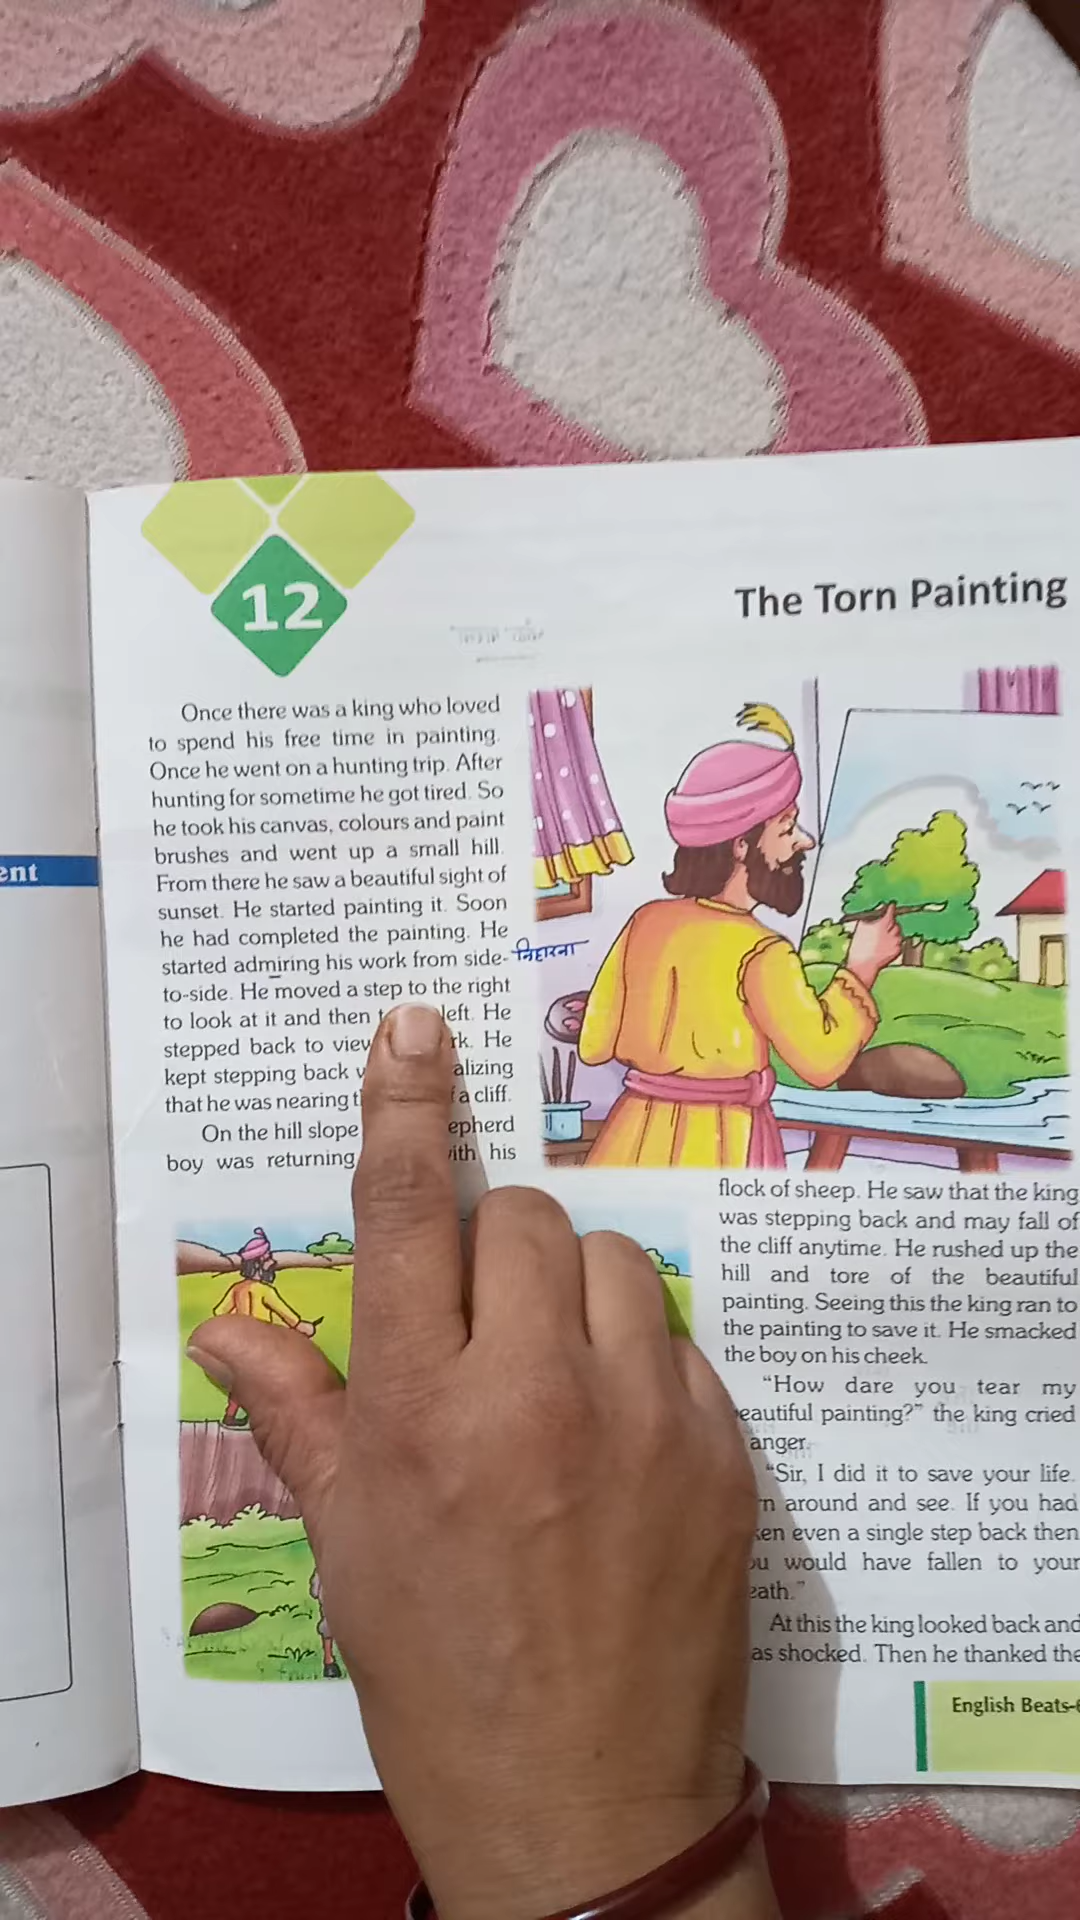 12
The Torn Painting
ent
Once there was a king who loved
to spend his free time in painting.
Once he went on a hunting trip. After
hunting for sometime he got tired. So
he took his canvas, colours and paint
brushes and went up a small hill.
From there he saw a beautiful sight of
sunset. He started painting it. Soon
he had completed the painting. He
started admiring his work from side-
निहारना
to-side. He moved a step to the right
to look at it and then left. He
stepped back to rk. He
kept stepping back alizing
that he was nearing a cliff.
On the hill slope epherd
boy was returning ith his
flock of sheep. He saw that the king
was stepping back and may fall of
the cliff anytime. He rushed up the
hill and tore of the beautiful
painting. Seeing this the king ran to
the painting to save it. He smacked
the boy on his cheek.
"How dare you tear my
eautiful painting?" the king cried
anger.
"Sir, I did it to save your life.
n around and see. If you had
ken even a single step back then
ou would have fallen to your
eath."
At this the king looked back and
as shocked. Then he thanked the
English Beats-